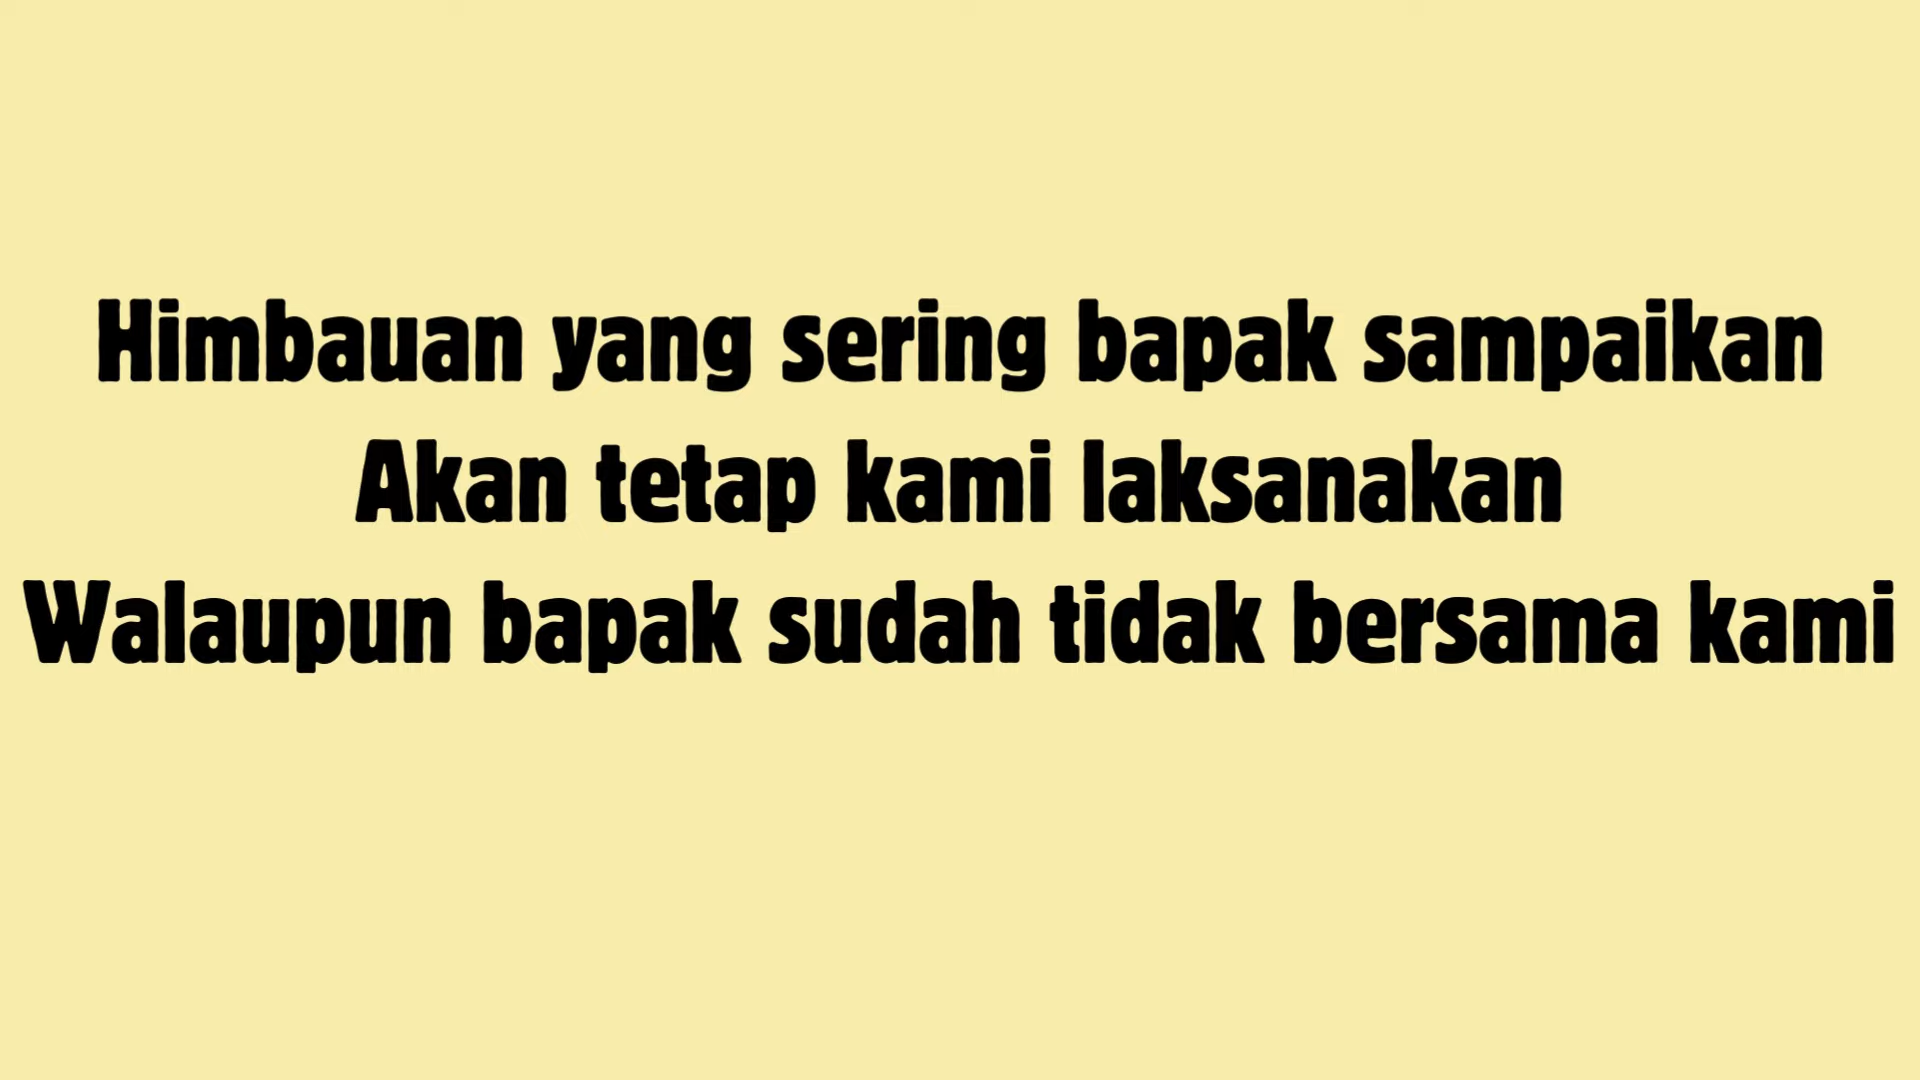 Himbauan yang sering bapak sampaikan
Akan tetap kami laksanakan
Walaupun bapak sudah tidak bersama kami